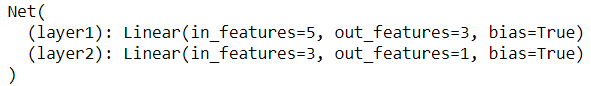 Net(
  (layer1): Linear(in_features=5, out_features=3, bias=True)
  (layer2): Linear(in_features=3, out_features=1, bias=True)
)